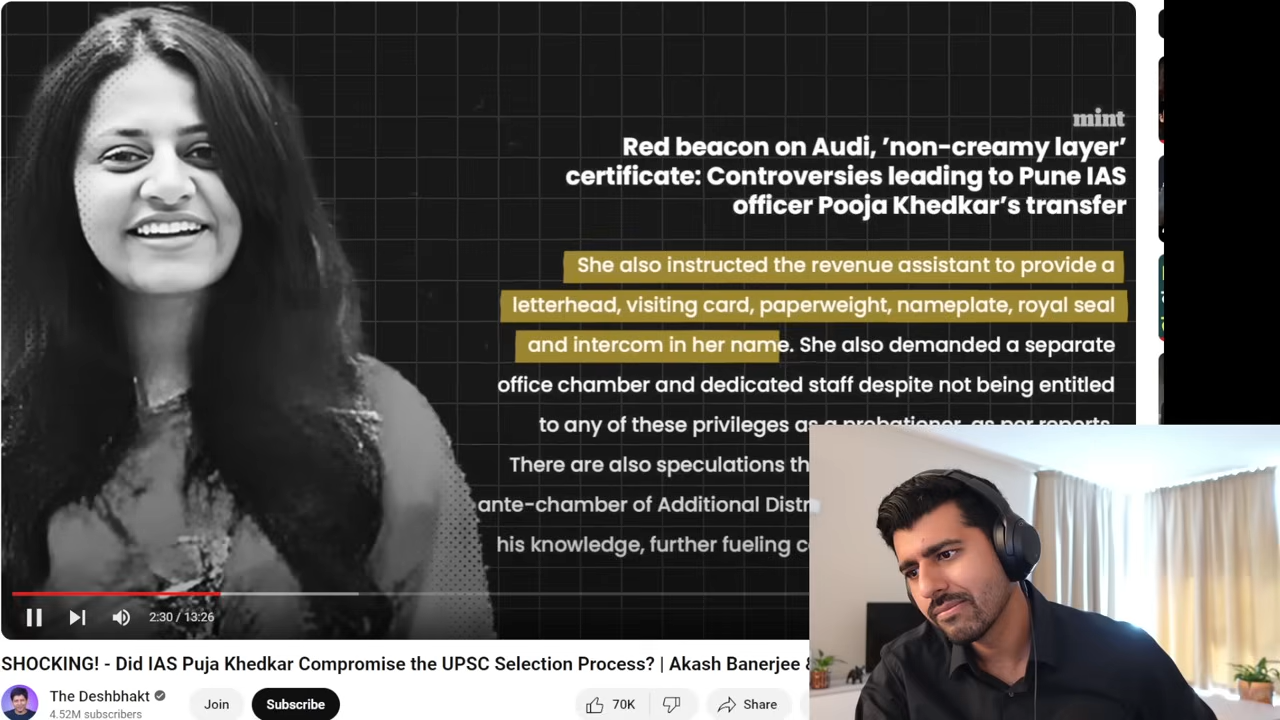 mint
Red beacon on Audi, ’non-creamy layer’
certificate: Controversies leading to Pune IAS
officer Pooja Khedkar’s transfer
She also instructed the revenue assistant to provide a
letterhead, visiting card, paperweight, nameplate, royal seal
and intercom in her name. She also demanded a separate
office chamber and dedicated staff despite not being entitled
to any of these privileges as a probationer, as per reports.
There are also speculations th
ante-chamber of Additional Distr
his knowledge, further fueling c
2:30 / 13:26
SHOCKING! - Did IAS Puja Khedkar Compromise the UPSC Selection Process? | Akash Banerjee &
The Deshbhakt
4.52M subscribers
Join
Subscribe
70K
Share